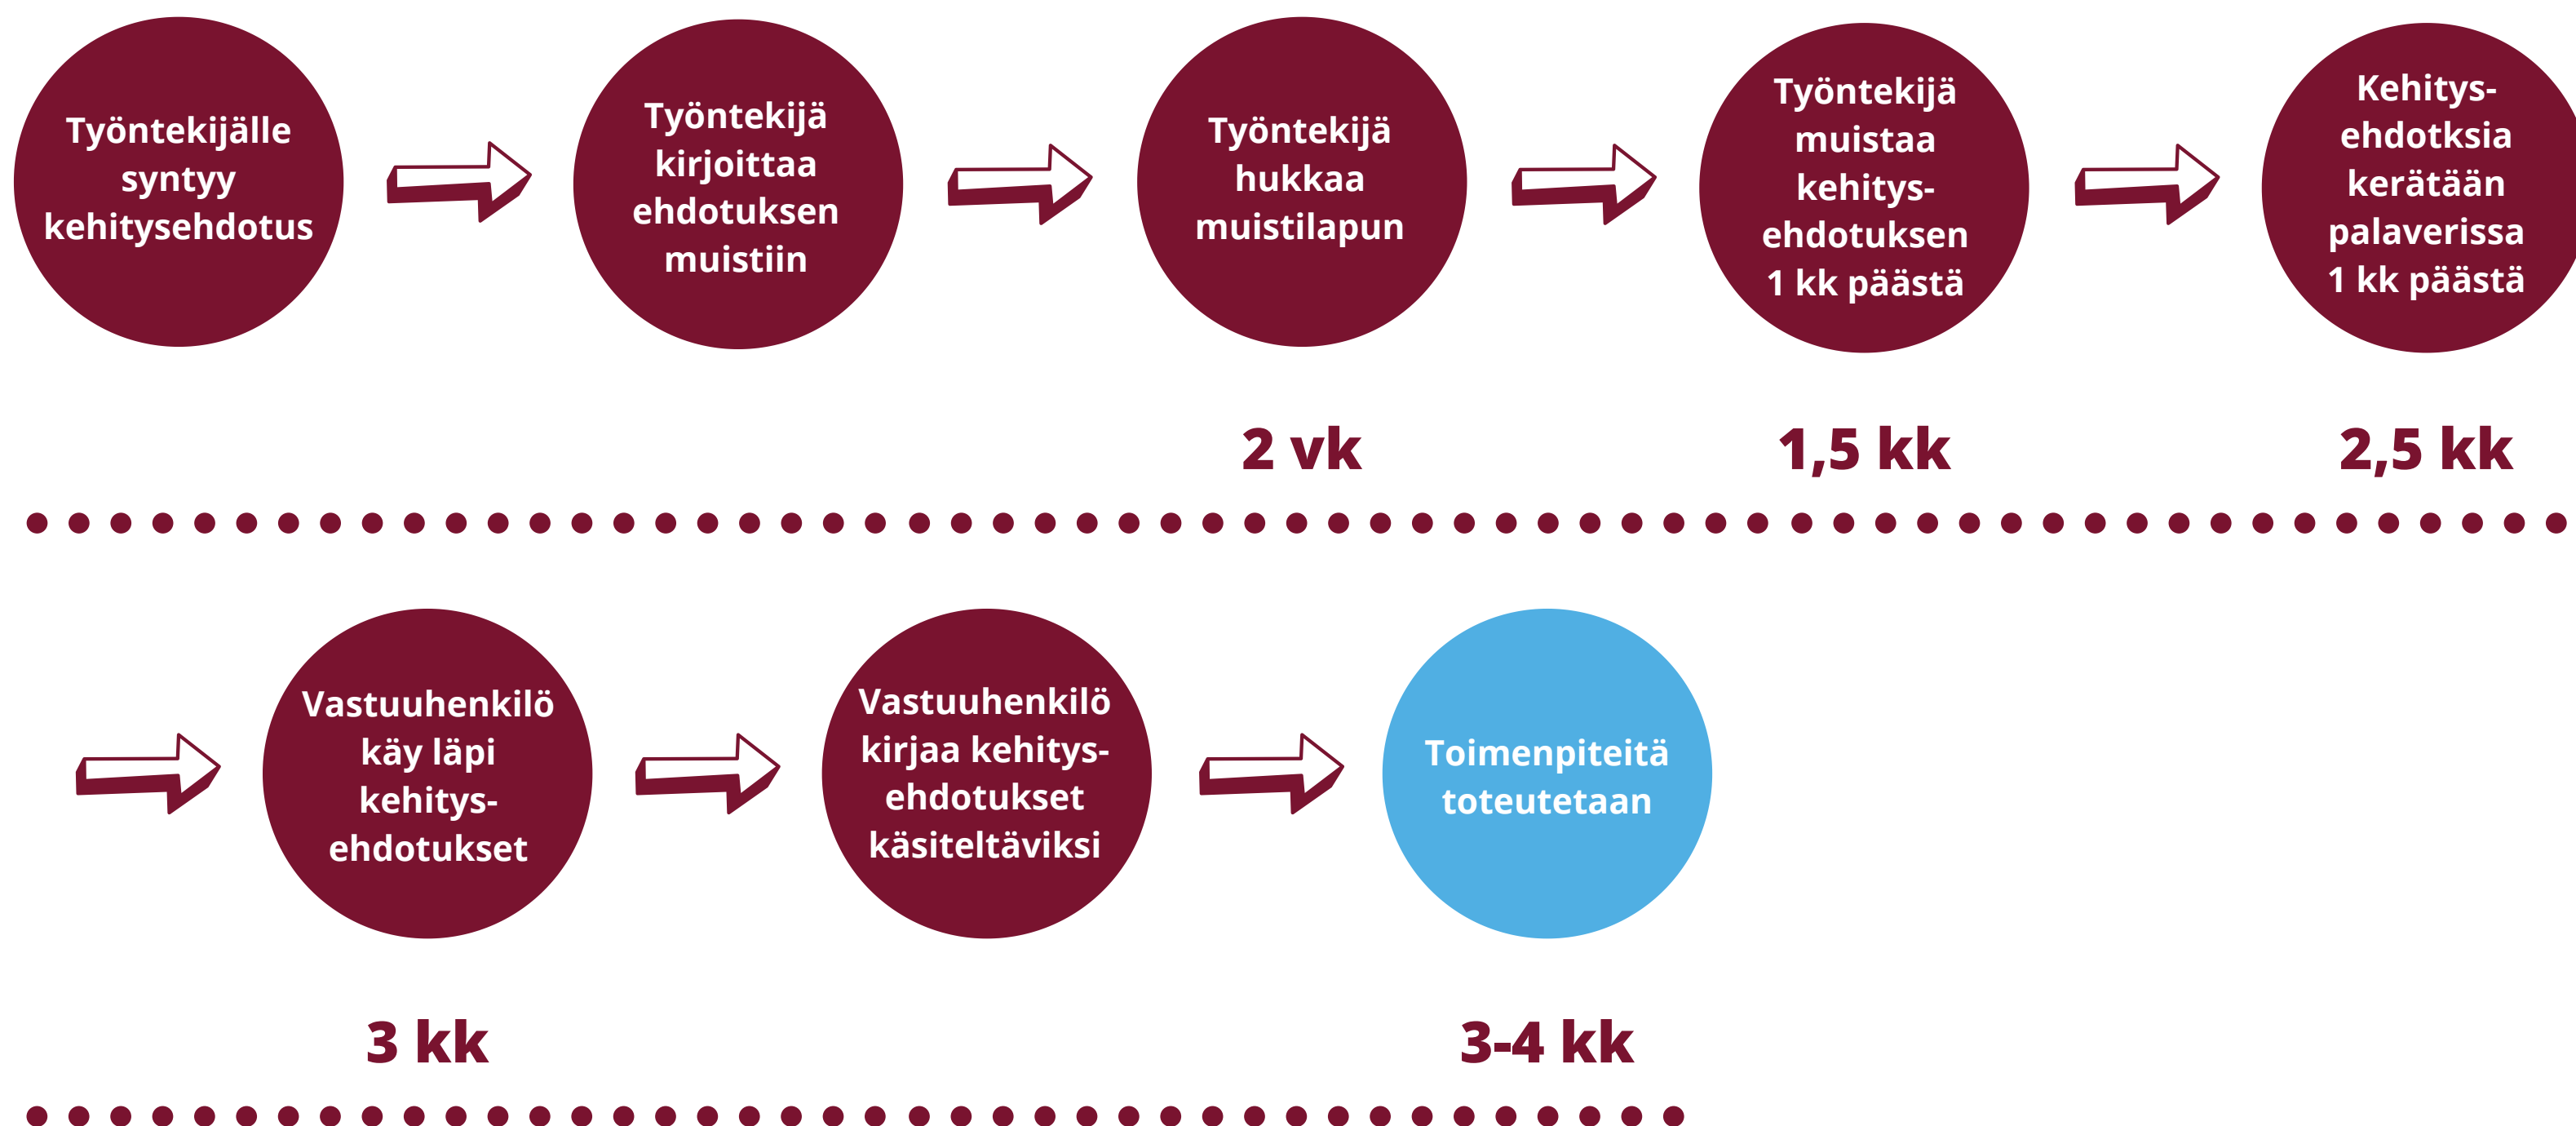 Työntekijälle
syntyy
kehitysehdotus
Työntekijä
kirjoittaa
ehdotuksen
muistiin
Työntekijä
hukkaa
muistilapun
Työntekijä
muistaa
kehitys-
ehdotuksen
1 kk päästä
Kehitys-
ehdotksia
kerätään
palaverissa
1 kk päästä
2 vk
1,5 kk
2,5 kk
Vastuuhenkilö
käy läpi
kehitys-
ehdotukset
Vastuuhenkilö
kirjaa kehitys-
ehdotukset
käsiteltäviksi
Toimenpiteitä
toteutetaan
3 kk
3-4 kk